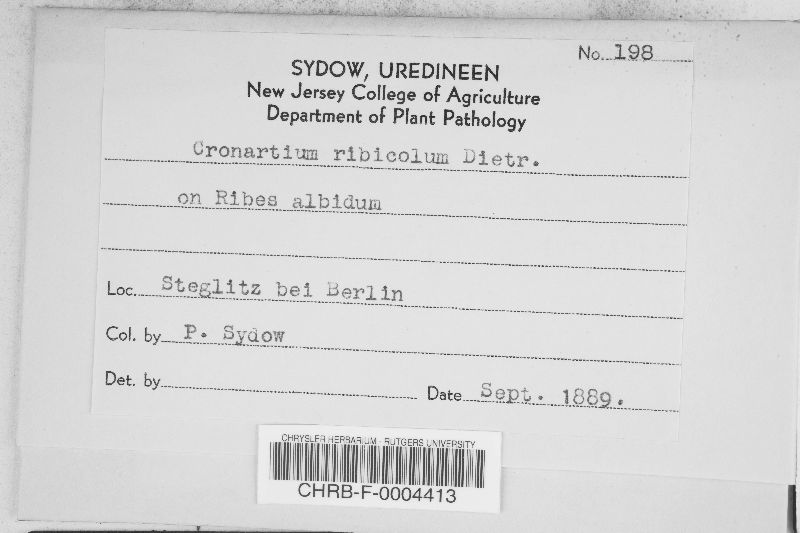 No. 198
SYDOW, UREDINEEN
New Jersey College of Agriculture
Department of Plant Pathology
Cronartium ribicolum Dietr.
on Ribes albidum
Loc. Steglitz bei Berlin
Col. by P. Sydow
Det. by
Date Sept. 1889.
CHRYSLER HERBARIUM - RUTGERS UNIVERSITY
CHRB-F-0004413